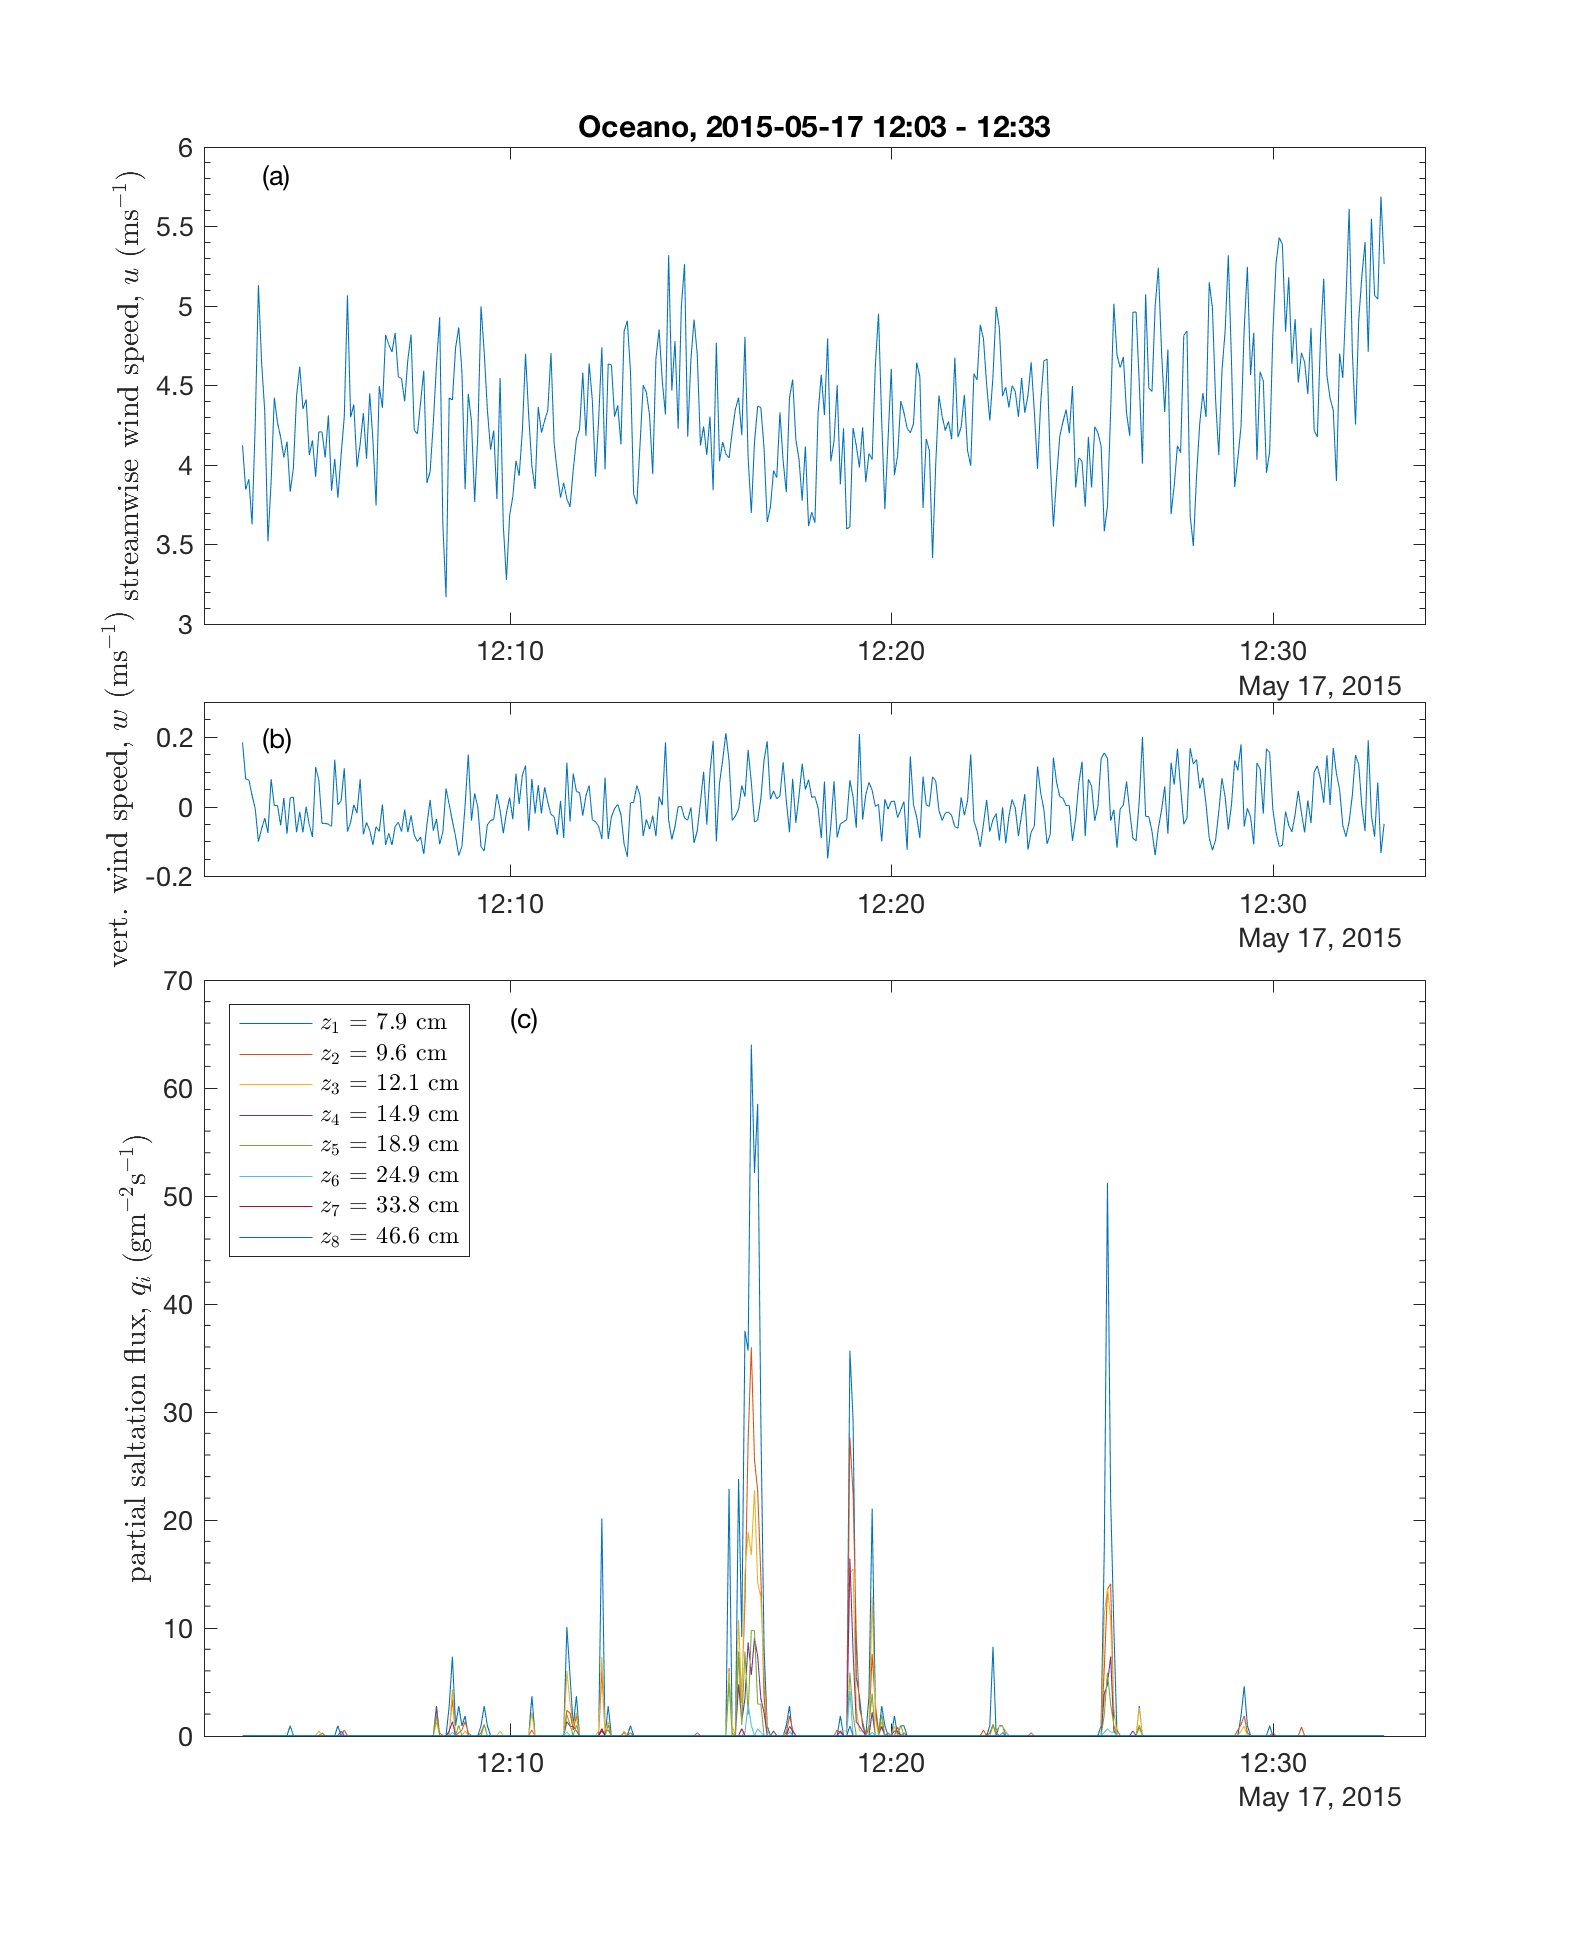 Oceano, 2015-05-17 12:03 - 12:33
(a)
streamwise wind speed, u (ms⁻¹)
6
5.5
5
4.5
4
3.5
3
12:10 12:20 12:30
May 17, 2015
(b)
vert. wind speed, w (ms⁻¹)
0.2
0
-0.2
12:10 12:20 12:30
May 17, 2015
(c)
partial saltation flux, qᵢ (gm⁻²s⁻¹)
70
60
50
40
30
20
10
0
z₁ = 7.9 cm
z₂ = 9.6 cm
z₃ = 12.1 cm
z₄ = 14.9 cm
z₅ = 18.9 cm
z₆ = 24.9 cm
z₇ = 33.8 cm
z₈ = 46.6 cm
12:10 12:20 12:30
May 17, 2015